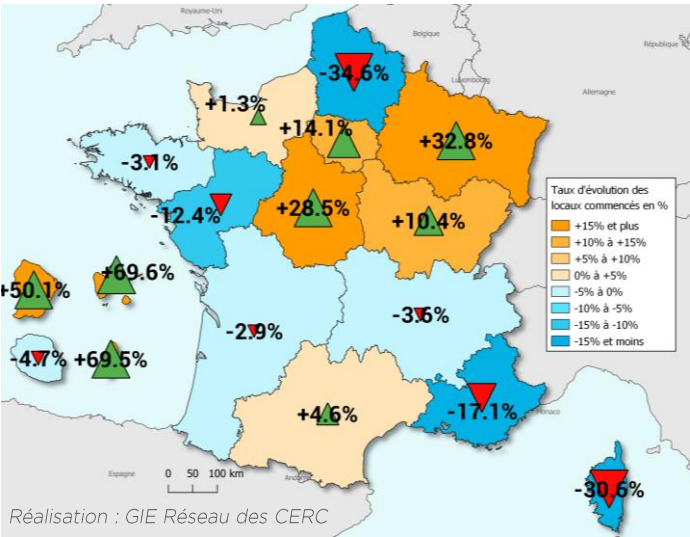 Royaume-Uni
Belgique
République
-34.6%
Luxembourg
Allemagne
+1.3%
+14.1%
+32.8%
-3.1%
-12.4%
+28.5%
+10.4%
Taux d'évolution des
locaux commencés en %
+15% et plus
+10% à +15%
+5% à +10%
0% à +5%
-5% à 0%
-10% à -5%
-15% à -10%
-15% et moins
+69.6%
+50.1%
-2.9%
-3.6%
-4.7%
+69.5%
+4.6%
-17.1%
Monaco
Espagne
0 50 100 km
-30.6%
Réalisation : GIE Réseau des CERC